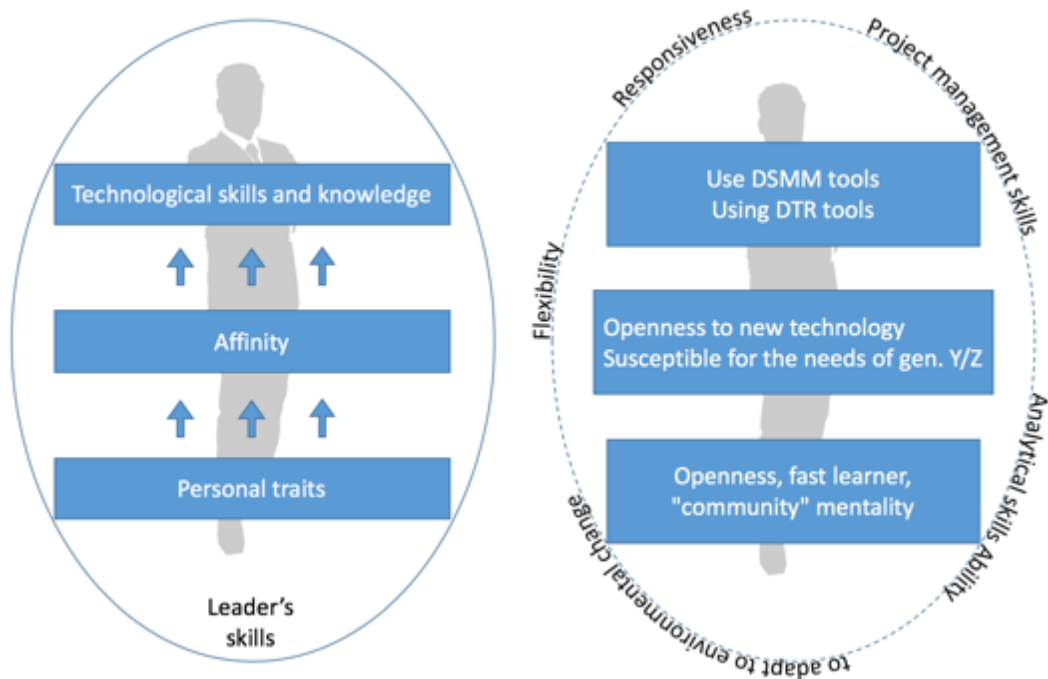 Technological skills and knowledge
Affinity
Personal traits
Leader's
skills
Responsiveness
Project management skills
Flexibility
Use DSMM tools
Using DTR tools
Openness to new technology
Susceptible for the needs of gen. Y/Z
Openness, fast learner,
"community" mentality
Analytical skills Ability
to adapt to environmental change